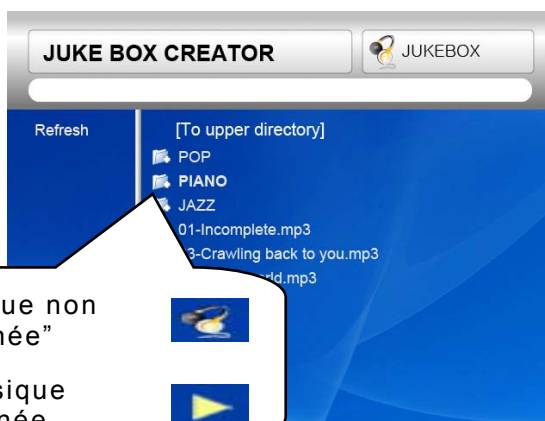 JUKE BOX CREATOR
JUKEBOX
Refresh
[To upper directory]
POP
PIANO
JAZZ
01-Incomplete.mp3
3-Crawling back to you.mp3
rld.mp3
ue non
née”
sique
née